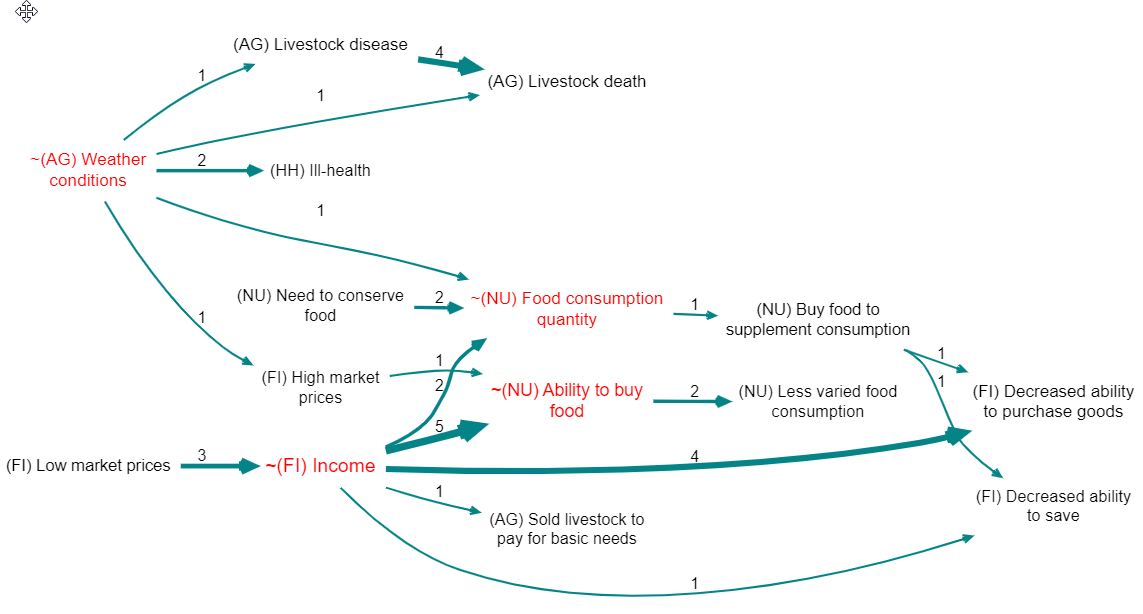 (AG) Livestock disease
4
(AG) Livestock death
1
1
~(AG) Weather
conditions
2
(HH) Ill-health
1
(NU) Need to conserve
food
2
~(NU) Food consumption
quantity
1
(NU) Buy food to
supplement consumption
1
(FI) High market
prices
1
2
~(NU) Ability to buy
food
2
(NU) Less varied food
consumption
1
1
(FI) Decreased ability
to purchase goods
5
(FI) Low market prices
3
~(FI) Income
4
1
(AG) Sold livestock to
pay for basic needs
(FI) Decreased ability
to save
1